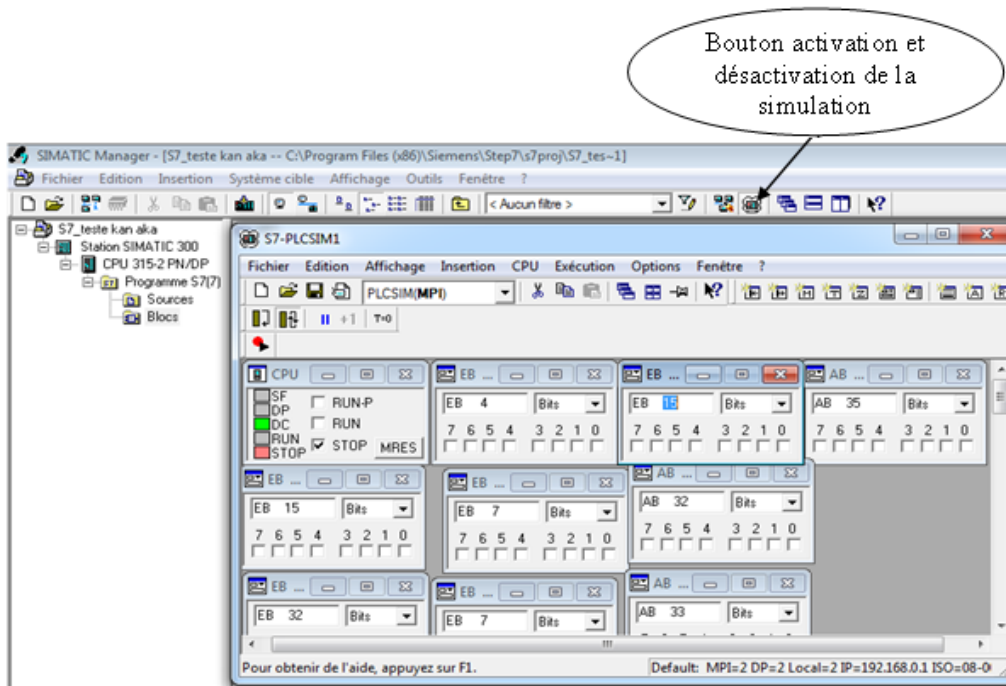 Bouton activation et
désactivation de la
simulation
SIMATIC Manager - [S7_teste kan aka -- C:\Program Files (x86)\Siemens\Step7\s7proj\S7_tes~1]
Fichier Edition Insertion Système cible Affichage Outils Fenêtre ?
< Aucun filtre >
S7_teste kan aka
Station SIMATIC 300
CPU 315-2 PN/DP
Programme S7(7)
Sources
Blocs
S7-PLCSIM1
Fichier Edition Affichage Insertion CPU Exécution Options Fenêtre ?
PLCSIM(MPI)
+1 T=0
CPU
SF
DP
DC
RUN
STOP
RUN-P
RUN
STOP
MRES
EB ...
EB 4 Bits
7 6 5 4 3 2 1 0
EB ...
EB 15 Bits
7 6 5 4 3 2 1 0
AB ...
AB 35 Bits
7 6 5 4 3 2 1 0
EB ...
EB 15 Bits
7 6 5 4 3 2 1 0
EB ...
EB 7 Bits
7 6 5 4 3 2 1 0
AB ...
AB 32 Bits
7 6 5 4 3 2 1 0
EB ...
EB 32 Bits
EB ...
EB 7 Bits
AB ...
AB 33 Bits
Pour obtenir de l'aide, appuyez sur F1.
Default: MPI=2 DP=2 Local=2 IP=192.168.0.1 ISO=08-0